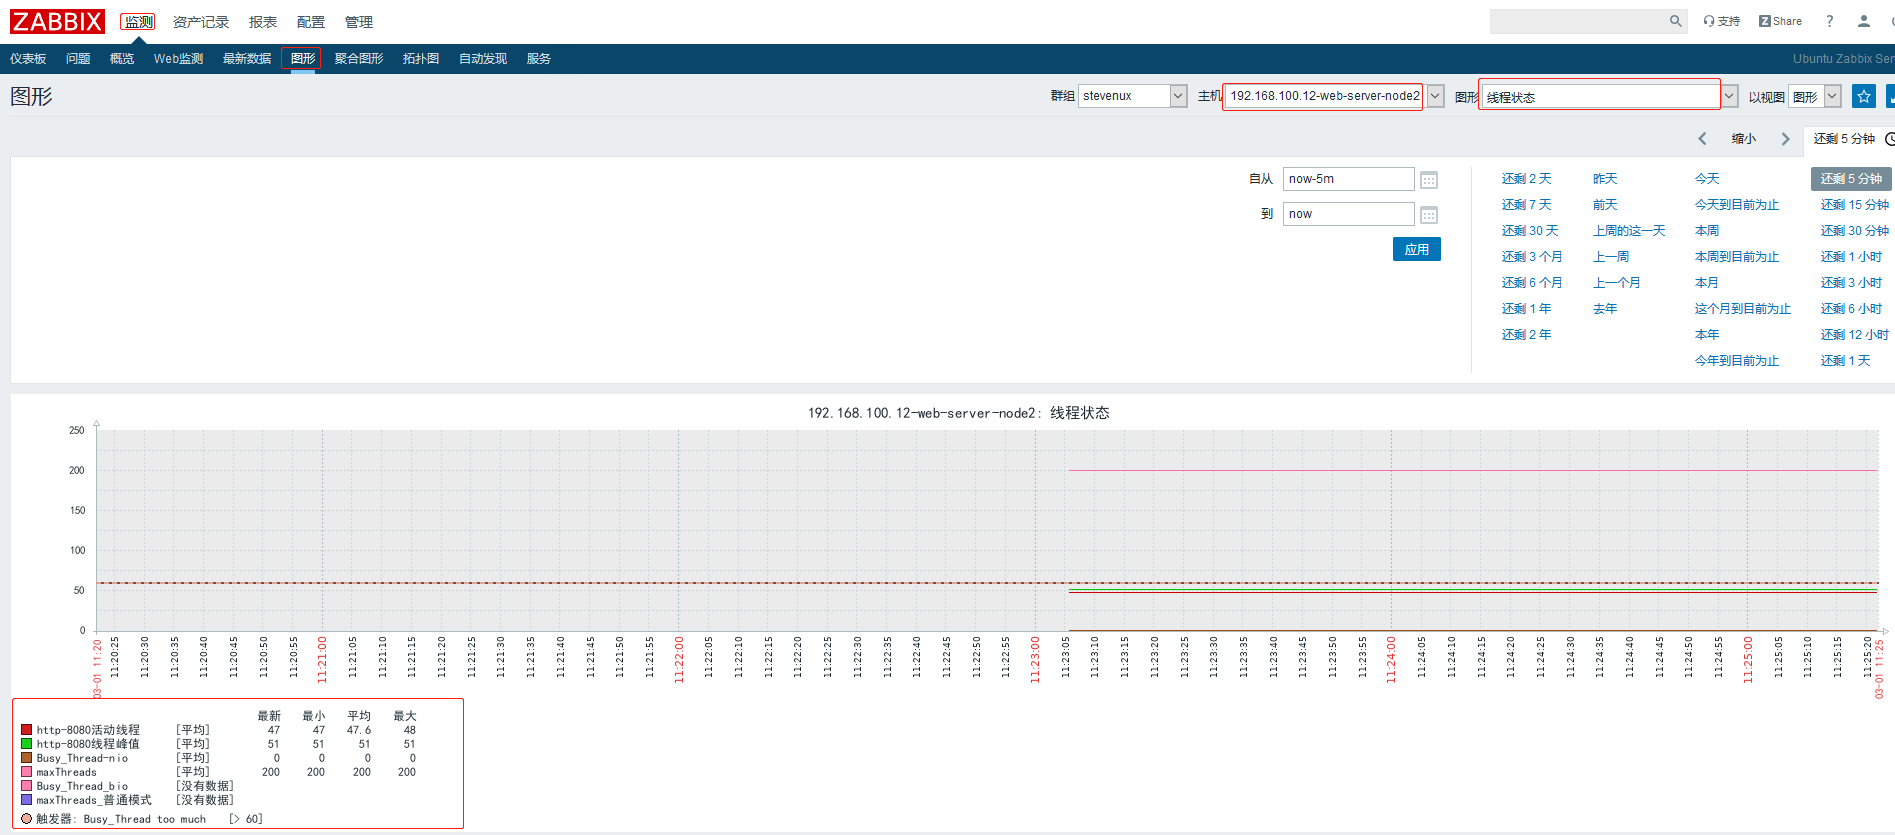 ZABBIX 监测 资产记录 报表 配置 管理 支持 Z Share ?
仪表板 问题 概览 Web监测 最新数据 图形 聚合图形 拓扑图 自动发现 服务 Ubuntu Zabbix Ser
图形 群组 stevenux 主机 192.168.100.12-web-server-node2 图形 线程状态 以视图 图形
缩小 还剩 5 分钟
自从 now-5m
到 now
应用
还剩 2 天 昨天 今天 还剩 5 分钟
还剩 7 天 前天 今天到目前为止 还剩 15 分钟
还剩 30 天 上周的这一天 本周 还剩 30 分钟
还剩 3 个月 上一周 本周到目前为止 还剩 1 小时
还剩 6 个月 上一个月 本月 还剩 3 小时
还剩 1 年 去年 这个月到目前为止 还剩 6 小时
还剩 2 年 本年 还剩 12 小时
今年到目前为止 还剩 1 天
192.168.100.12-web-server-node2: 线程状态
250
200
150
100
50
0
03-01 11:20 11:20:25 11:20:30 11:20:35 11:20:40 11:20:45 11:20:50 11:20:55 11:21:00 11:21:05 11:21:10 11:21:15 11:21:20 11:21:25 11:21:30 11:21:35 11:21:40 11:21:45 11:21:50 11:21:55 11:22:00 11:22:05 11:22:10 11:22:15 11:22:20 11:22:25 11:22:30 11:22:35 11:22:40 11:22:45 11:22:50 11:22:55 11:23:00 11:23:05 11:23:10 11:23:15 11:23:20 11:23:25 11:23:30 11:23:35 11:23:40 11:23:45 11:23:50 11:23:55 11:24:00 11:24:05 11:24:10 11:24:15 11:24:20 11:24:25 11:24:30 11:24:35 11:24:40 11:24:45 11:24:50 11:24:55 11:25:00 11:25:05 11:25:10 11:25:15 11:25:20 03-01 11:25
最新 最小 平均 最大
http-8080活动线程 [平均] 47 47 47.6 48
http-8080线程峰值 [平均] 51 51 51 51
Busy_Thread-nio [平均] 0 0 0 0
maxThreads [平均] 200 200 200 200
Busy_Thread_bio [没有数据]
maxThreads_普通模式 [没有数据]
触发器: Busy_Thread too much [> 60]